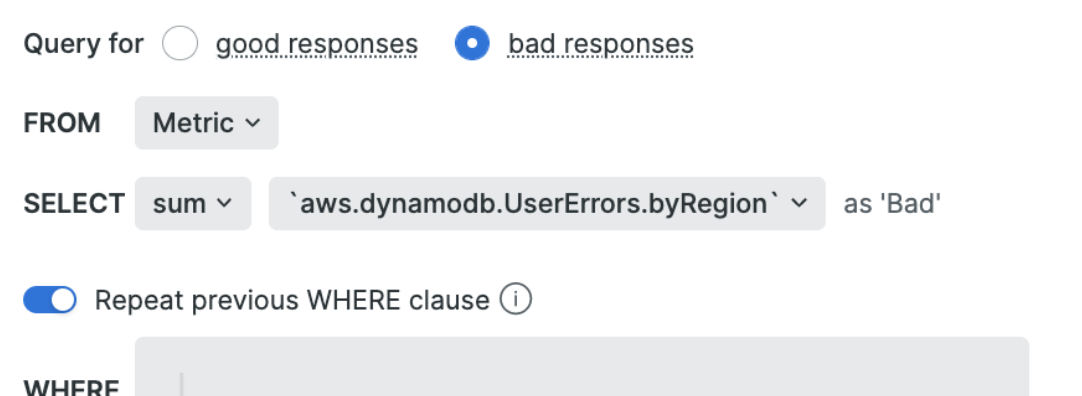 Query for good responses bad responses
FROM Metric
SELECT sum `aws.dynamodb.UserErrors.byRegion` as 'Bad'
Repeat previous WHERE clause
WHERE